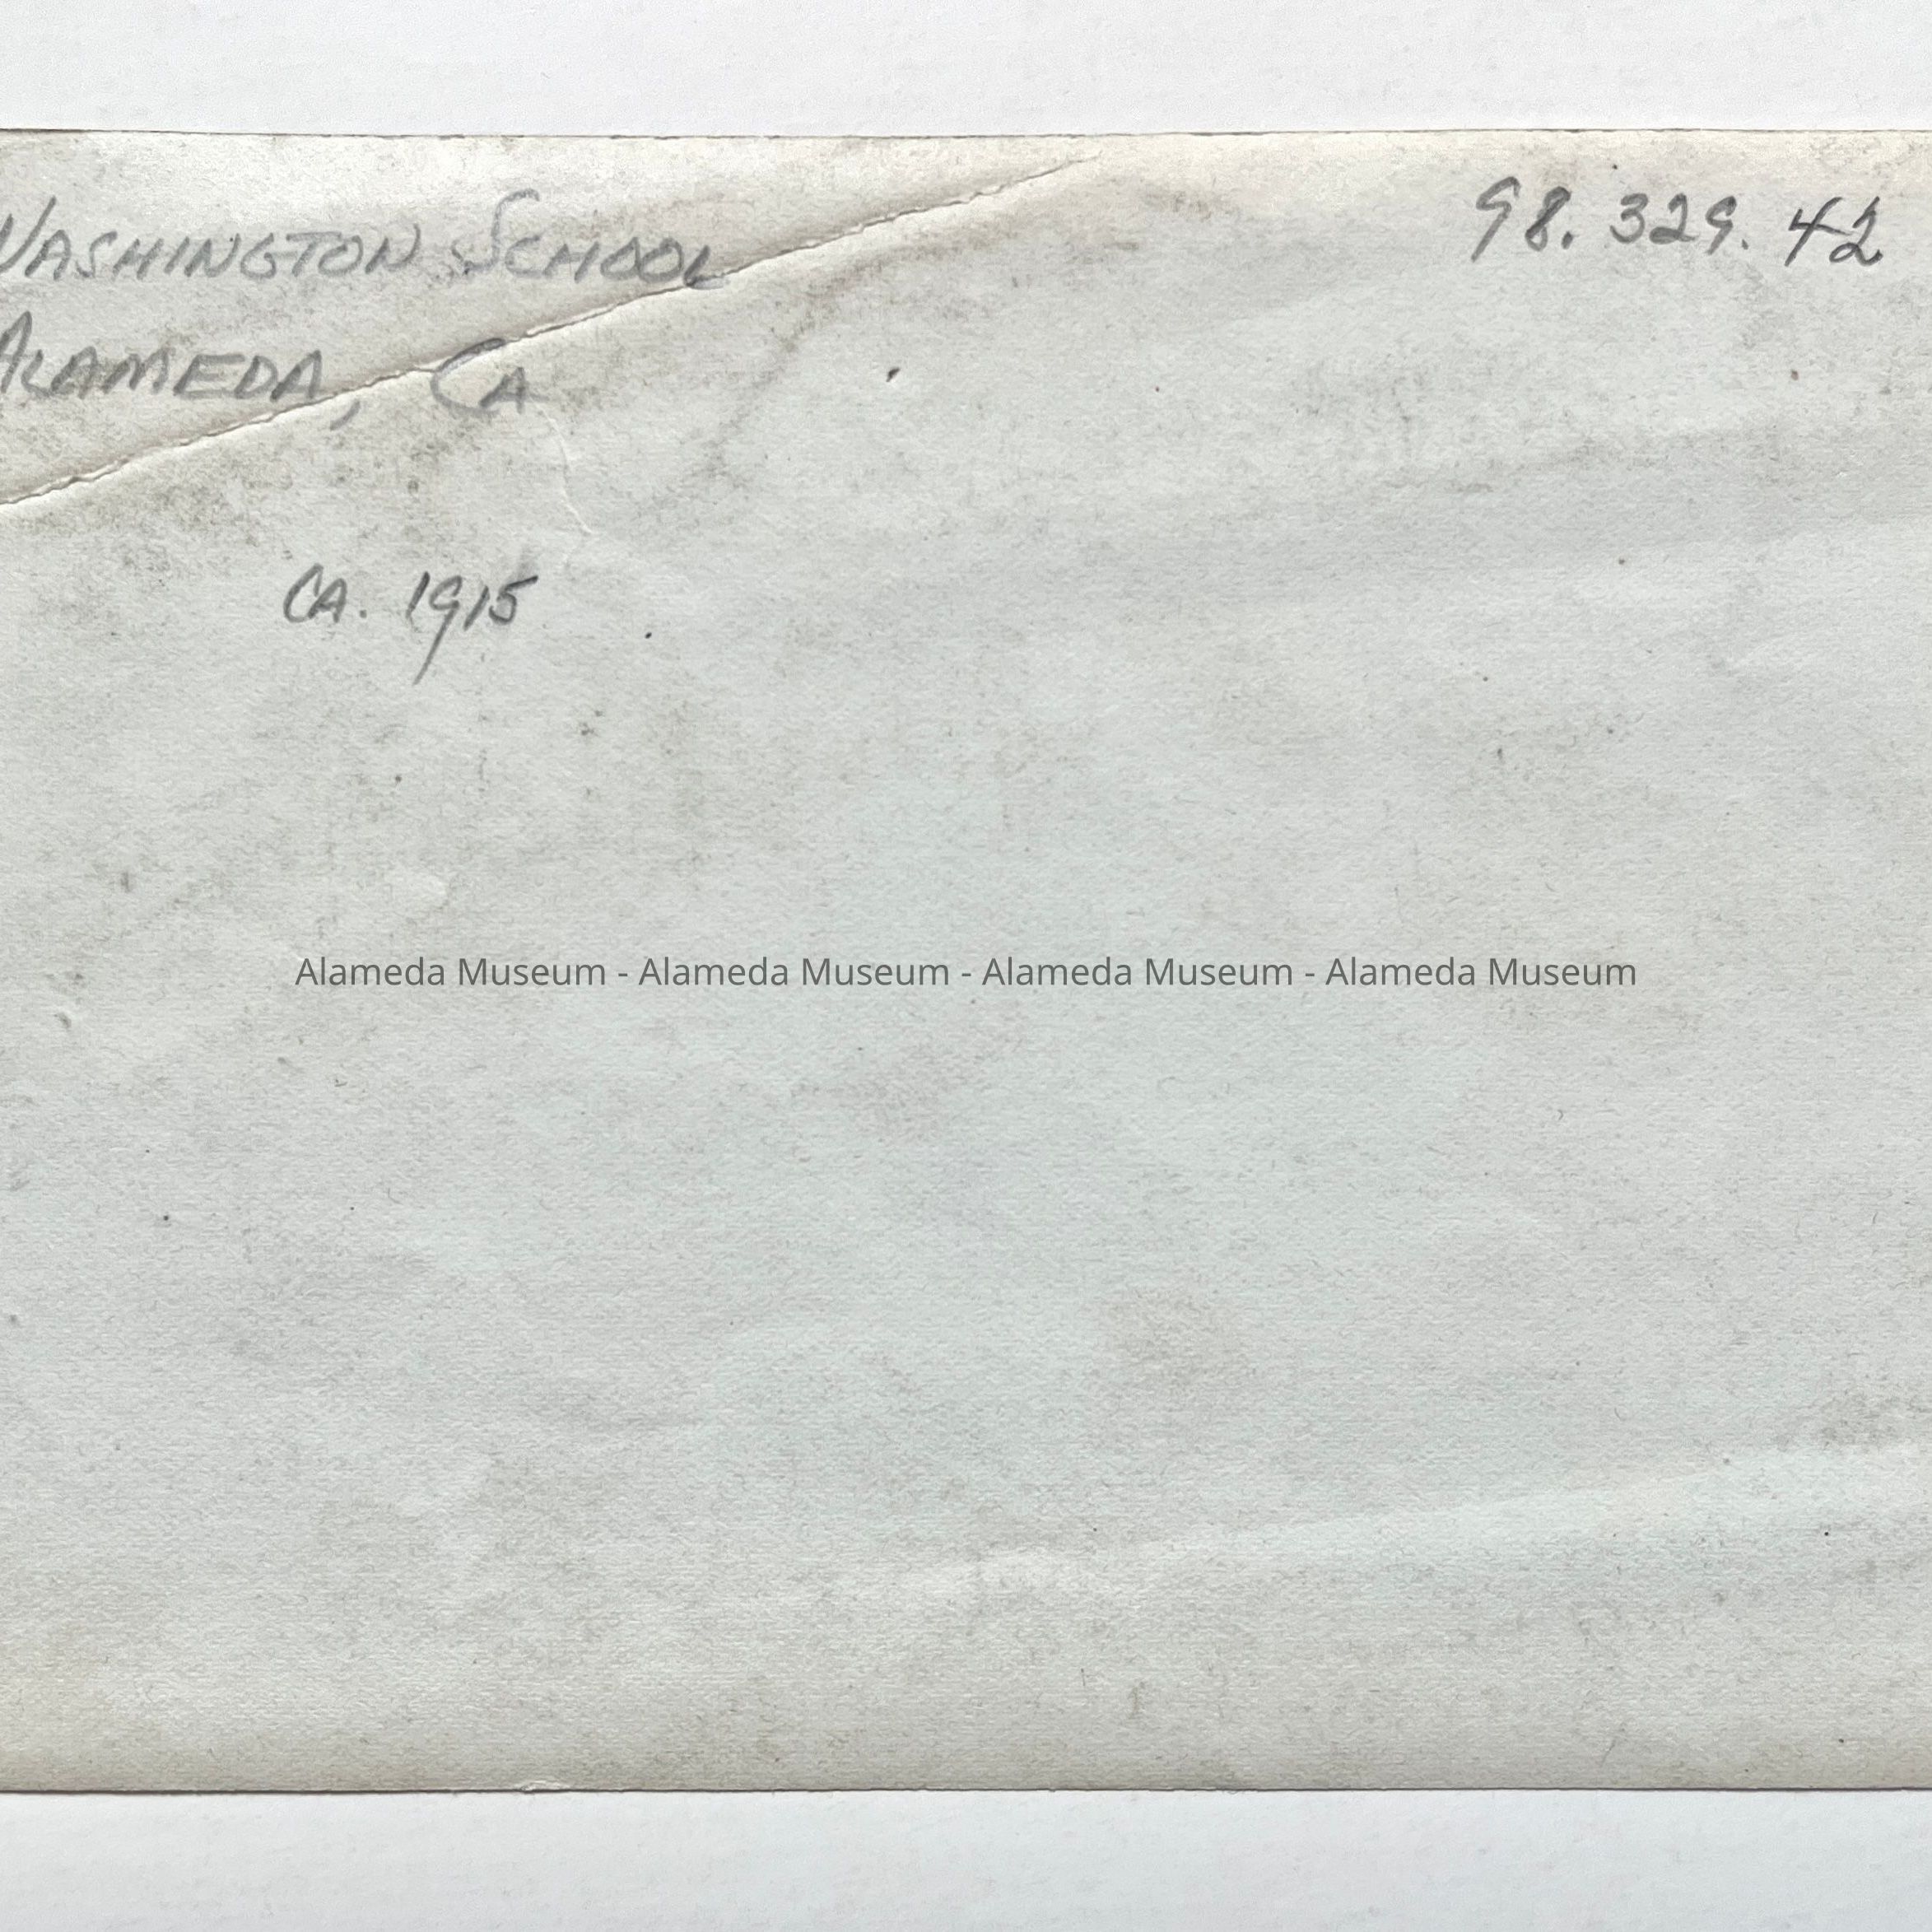 WASHINGTON SCHOOL
ALAMEDA, CA
98.329.42
CA. 1915
Alameda Museum - Alameda Museum - Alameda Museum - Alameda Museum